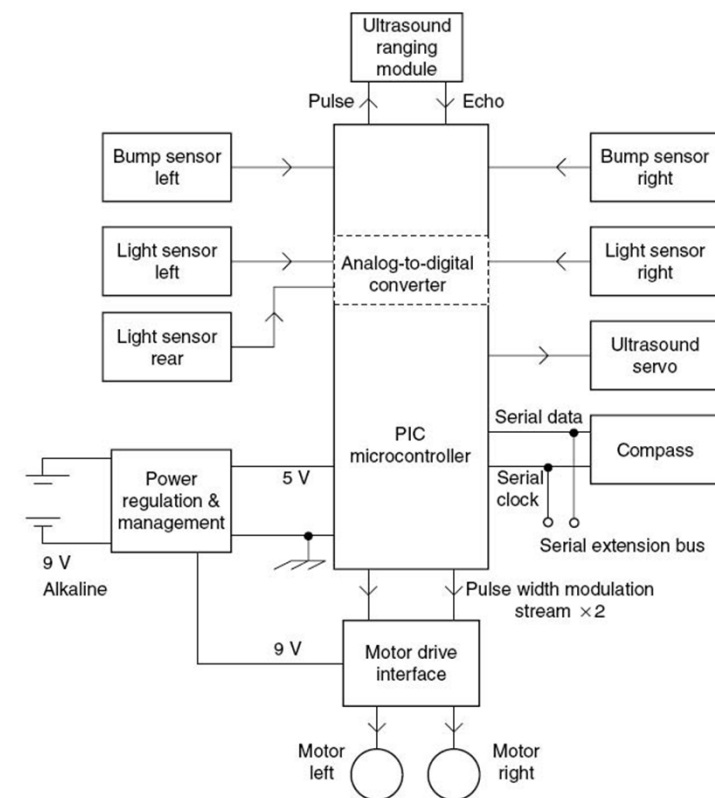 Ultrasound
ranging
module
Pulse
Echo
Bump sensor
left
Bump sensor
right
Light sensor
left
Analog-to-digital
converter
Light sensor
right
Light sensor
rear
Ultrasound
servo
PIC
microcontroller
Serial data
Compass
Serial
clock
Serial extension bus
Power
regulation &
management
5 V
9 V
Alkaline
Pulse width modulation
stream ×2
9 V
Motor drive
interface
Motor
left
Motor
right